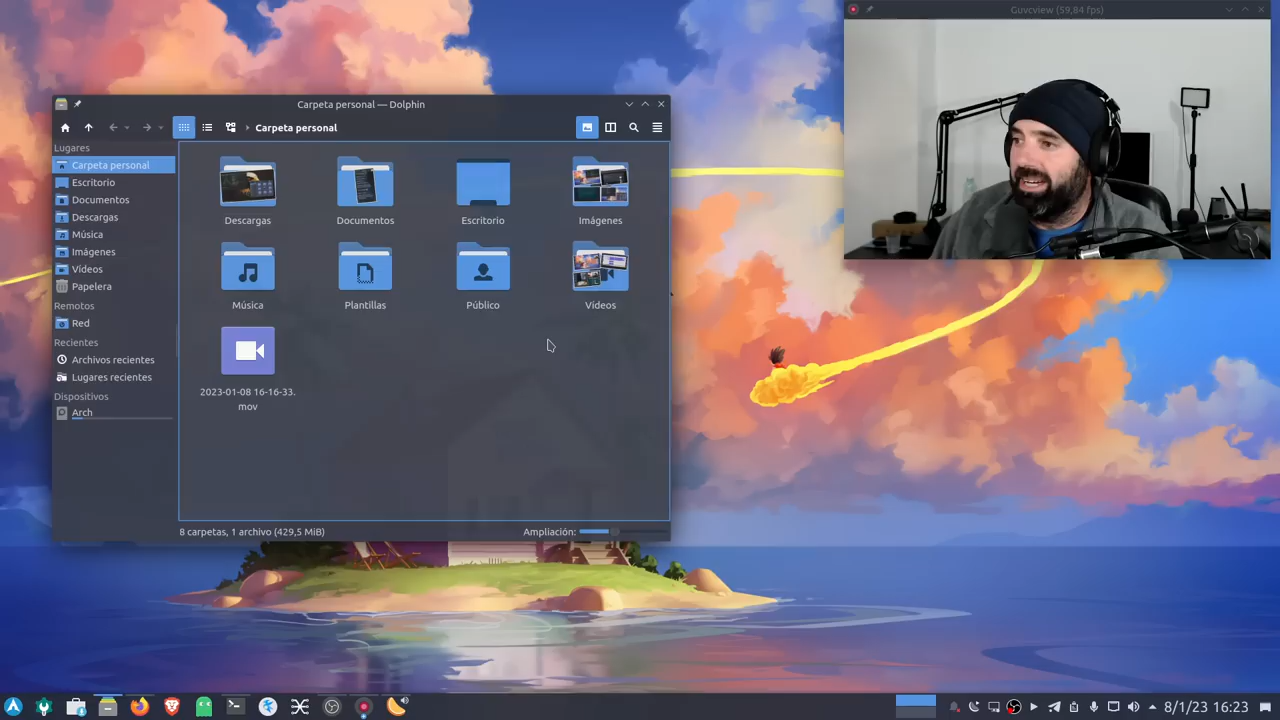 Guvcview (59,84 fps)
Carpeta personal — Dolphin
Carpeta personal
Lugares
Carpeta personal
Escritorio
Documentos
Descargas
Música
Imágenes
Vídeos
Papelera
Remotos
Red
Recientes
Archivos recientes
Lugares recientes
Dispositivos
Arch
Descargas
Documentos
Escritorio
Imágenes
Música
Plantillas
Público
Vídeos
2023-01-08 16-16-33.
mov
8 carpetas, 1 archivo (429,5 MiB)
Ampliación:
8/1/23 16:23